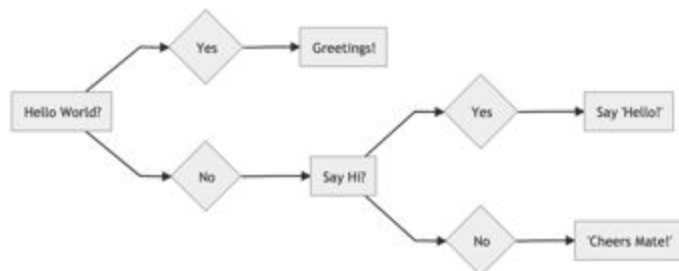 Hello World?
Yes
Greetings!
No
Say Hi?
Yes
Say 'Hello!'
No
'Cheers Mate!'